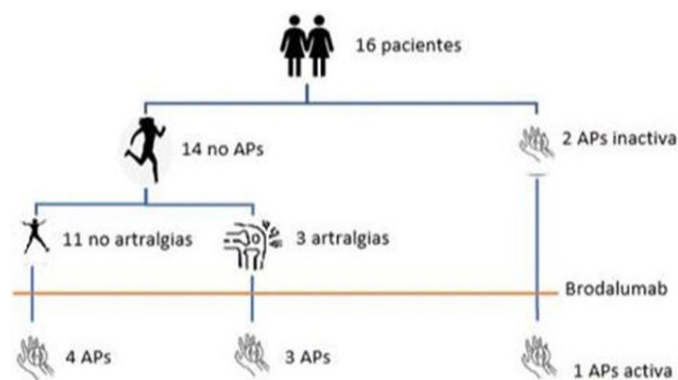 16 pacientes
14 no APs
2 APs inactiva
11 no artralgias
3 artralgias
Brodalumab
4 APs
3 APs
1 APs activa